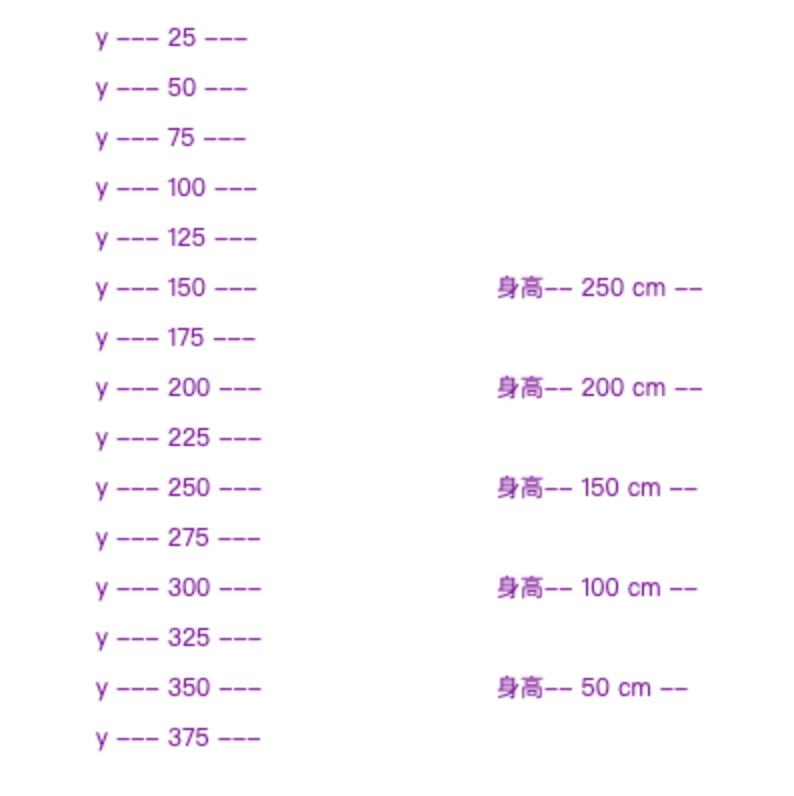 y --- 25 ---
y --- 50 ---
y --- 75 ---
y --- 100 ---
y --- 125 ---
y --- 150 --- 身高-- 250 cm --
y --- 175 ---
y --- 200 --- 身高-- 200 cm --
y --- 225 ---
y --- 250 --- 身高-- 150 cm --
y --- 275 ---
y --- 300 --- 身高-- 100 cm --
y --- 325 ---
y --- 350 --- 身高-- 50 cm --
y --- 375 ---